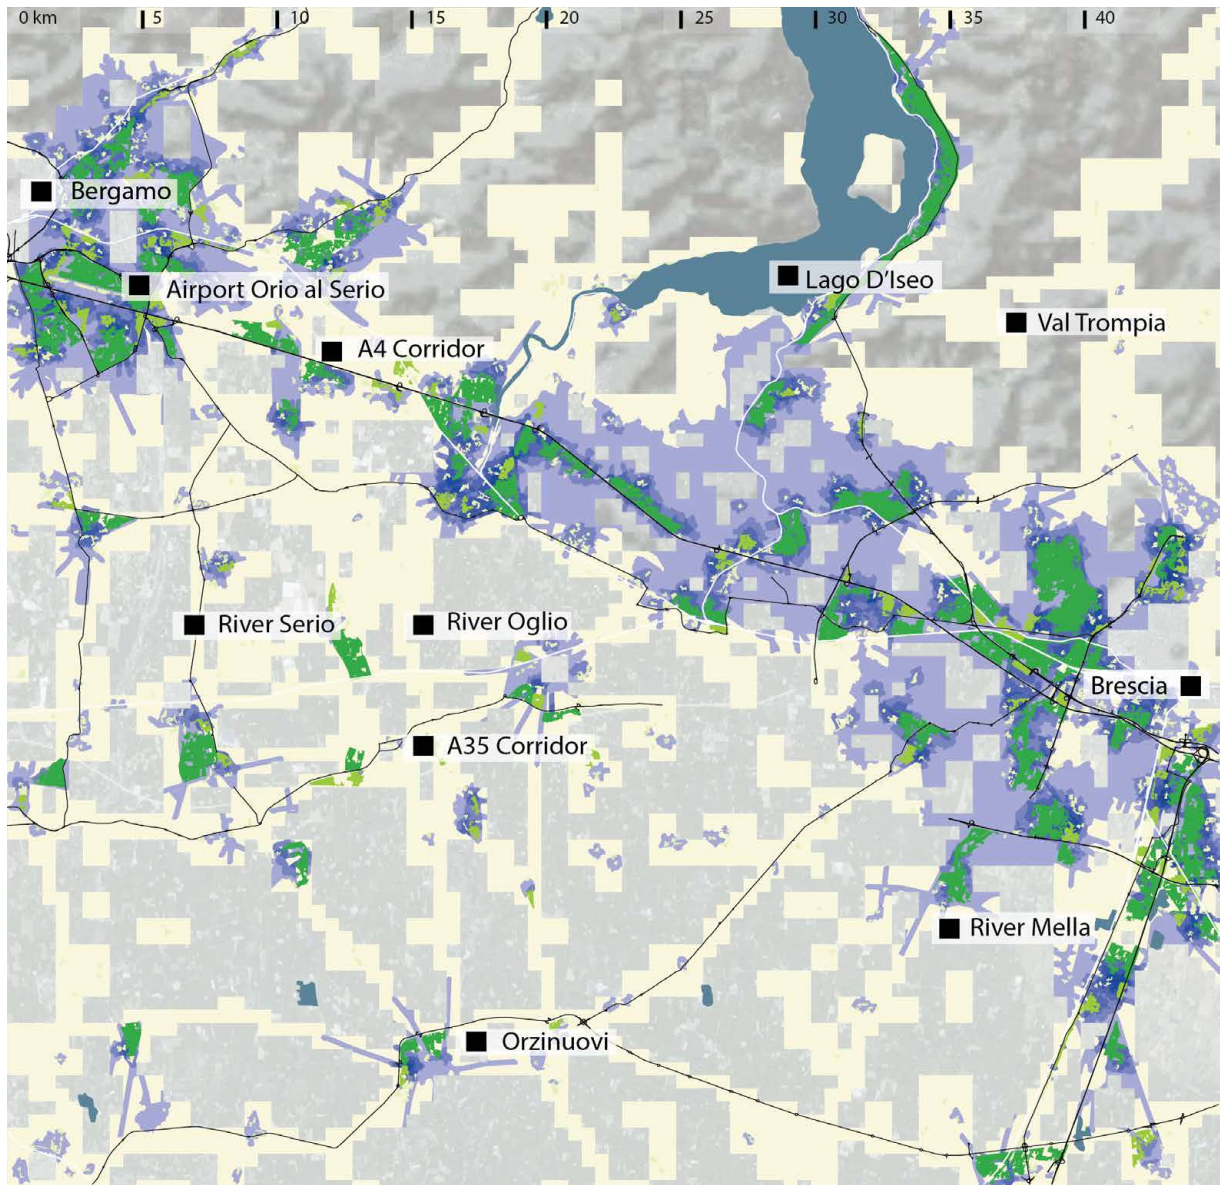 0 km 5 10 15 20 25 30 35 40
Bergamo
Airport Orio al Serio
Lago D'Iseo
Val Trompia
A4 Corridor
River Serio
River Oglio
Brescia
A35 Corridor
River Mella
Orzinuovi